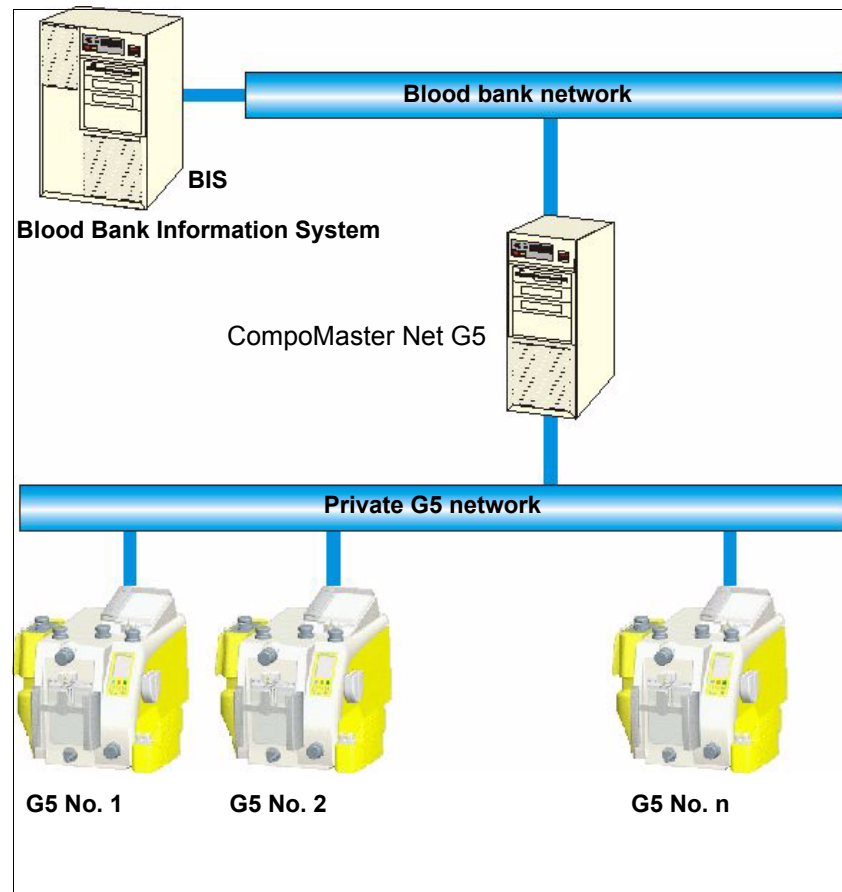 Blood bank network
BIS
Blood Bank Information System
CompoMaster Net G5
Private G5 network
G5 No. 1
G5 No. 2
G5 No. n